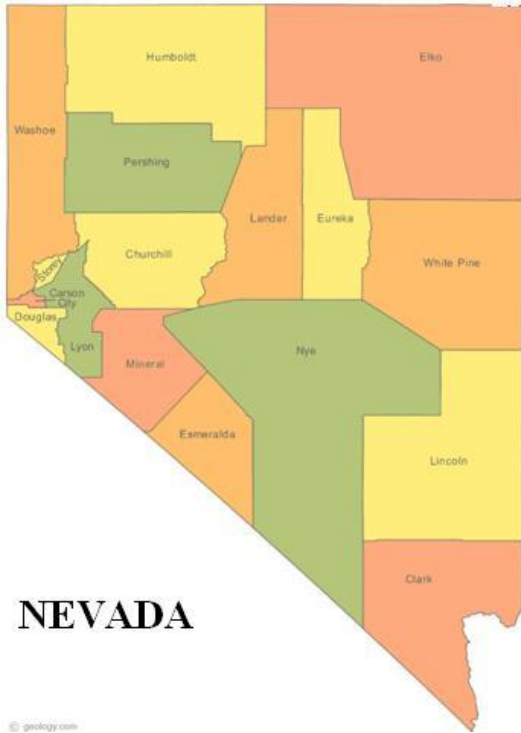 Humboldt
Elko
Washoe
Pershing
Lander
Eureka
Churchill
White Pine
Storey
Carson
City
Douglas
Lyon
Mineral
Nye
Esmeralda
Lincoln
Clark
NEVADA
© geology.com